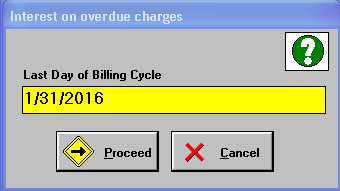 Interest on overdue charges
?
Last Day of Billing Cycle
1/31/2016
Proceed
Cancel